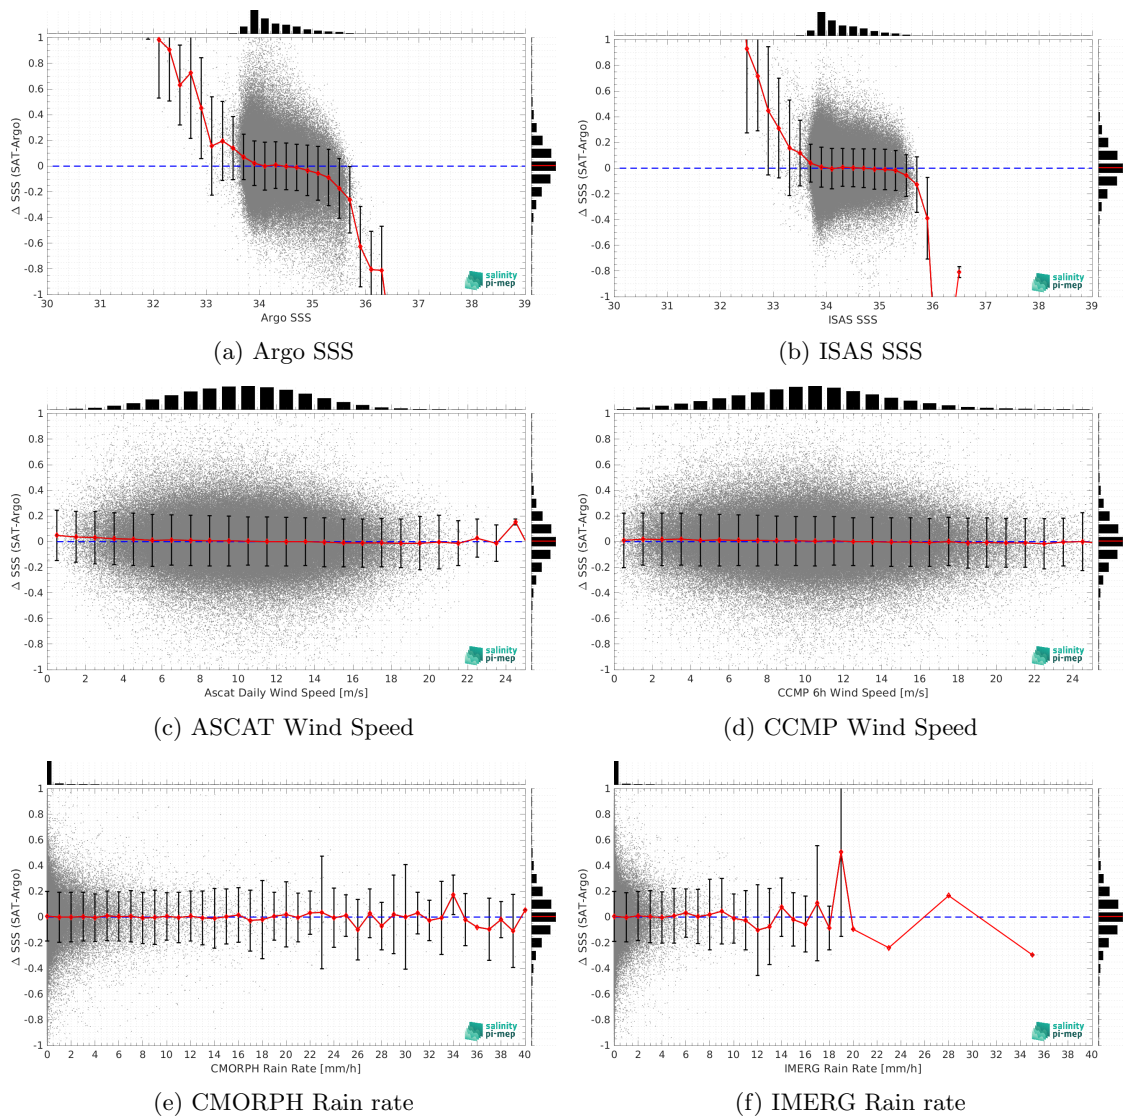 1
0.8
0.6
0.4
0.2
0
-0.2
-0.4
-0.6
-0.8
-1
Δ SSS (SAT-Argo)
30 31 32 33 34 35 36 37 38 39
Argo SSS
salinity
pi-mep
(a) Argo SSS
1
0.8
0.6
0.4
0.2
0
-0.2
-0.4
-0.6
-0.8
-1
Δ SSS (SAT-Argo)
30 31 32 33 34 35 36 37 38 39
ISAS SSS
salinity
pi-mep
(b) ISAS SSS
1
0.8
0.6
0.4
0.2
0
-0.2
-0.4
-0.6
-0.8
-1
Δ SSS (SAT-Argo)
0 2 4 6 8 10 12 14 16 18 20 22 24
Ascat Daily Wind Speed [m/s]
salinity
pi-mep
(c) ASCAT Wind Speed
1
0.8
0.6
0.4
0.2
0
-0.2
-0.4
-0.6
-0.8
-1
Δ SSS (SAT-Argo)
0 2 4 6 8 10 12 14 16 18 20 22 24
CCMP 6h Wind Speed [m/s]
salinity
pi-mep
(d) CCMP Wind Speed
1
0.8
0.6
0.4
0.2
0
-0.2
-0.4
-0.6
-0.8
-1
Δ SSS (SAT-Argo)
0 2 4 6 8 10 12 14 16 18 20 22 24 26 28 30 32 34 36 38 40
CMORPH Rain Rate [mm/h]
salinity
pi-mep
(e) CMORPH Rain rate
1
0.8
0.6
0.4
0.2
0
-0.2
-0.4
-0.6
-0.8
-1
Δ SSS (SAT-Argo)
0 2 4 6 8 10 12 14 16 18 20 22 24 26 28 30 32 34 36 38 40
IMERG Rain Rate [mm/h]
salinity
pi-mep
(f) IMERG Rain rate